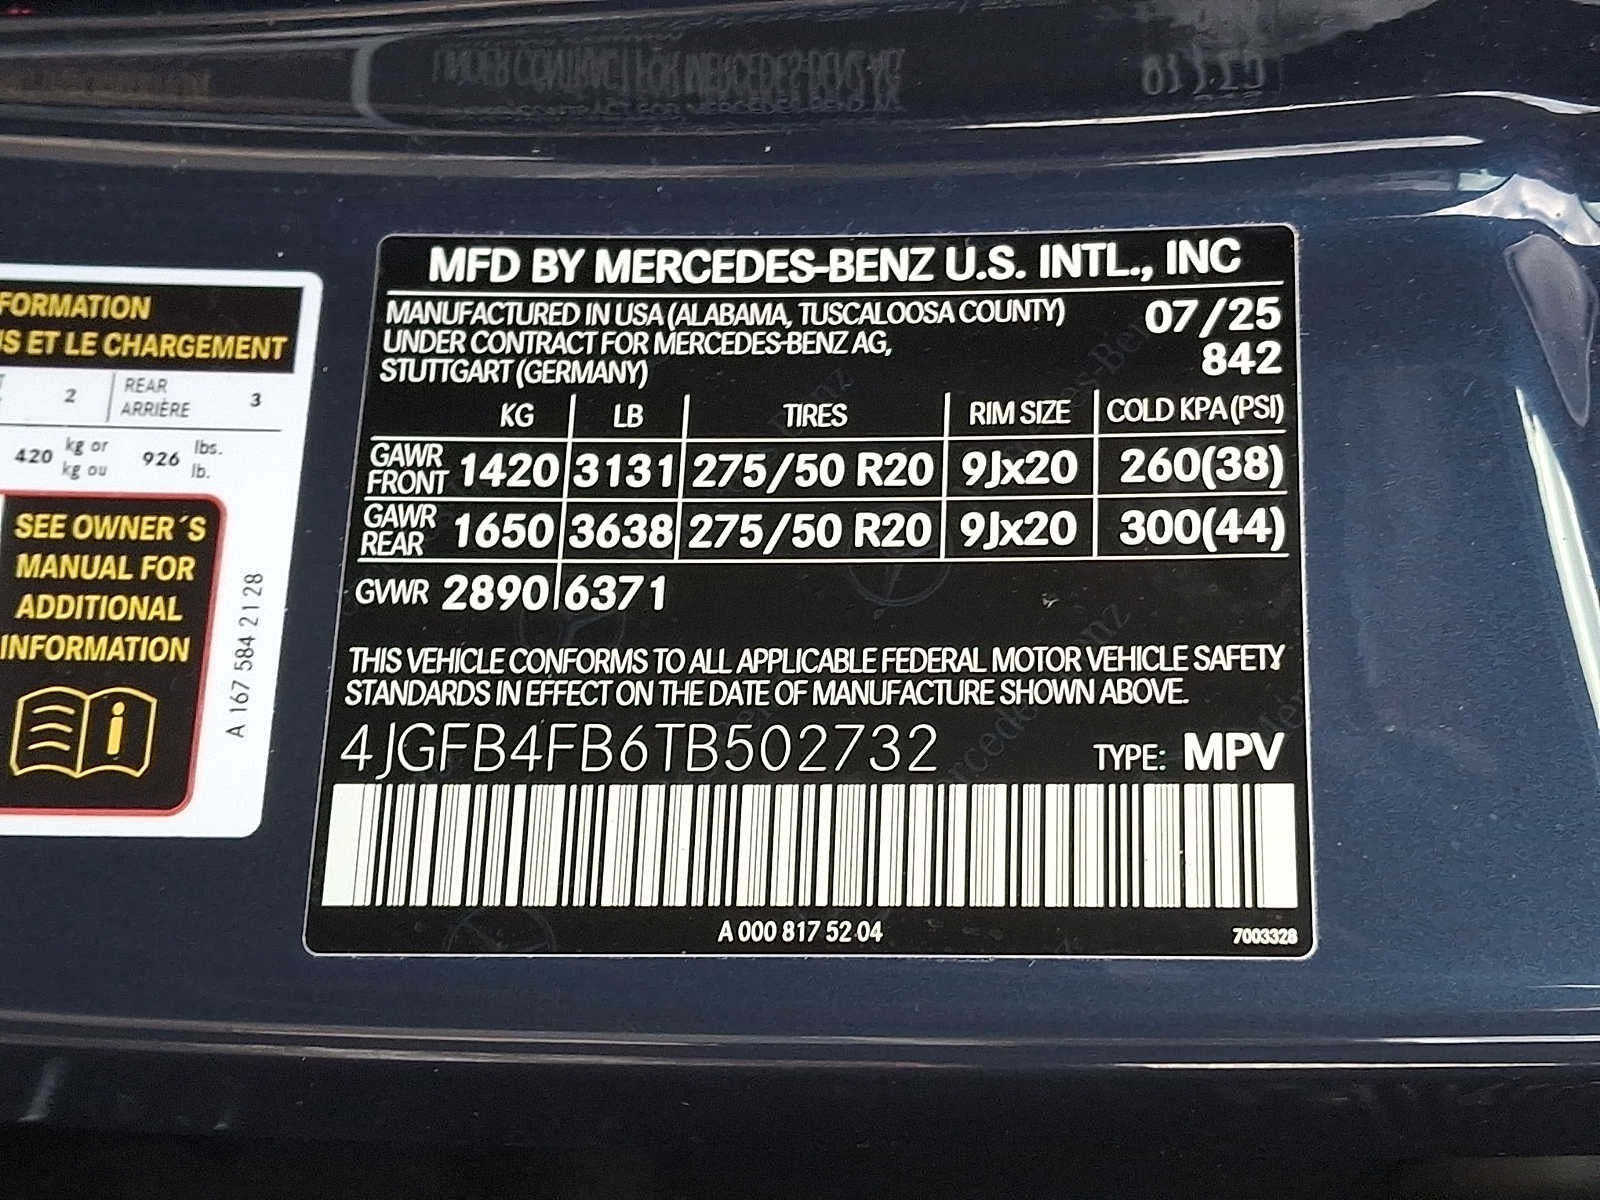 FORMATION
S ET LE CHARGEMENT
2 REAR ARRIÈRE 3
420 kg or kg ou 926 lbs. lb.
SEE OWNER´S
MANUAL FOR
ADDITIONAL
INFORMATION
A 167 584 21 28
MFD BY MERCEDES-BENZ U.S. INTL., INC
MANUFACTURED IN USA (ALABAMA, TUSCALOOSA COUNTY) 07/25
UNDER CONTRACT FOR MERCEDES-BENZ AG, 842
STUTTGART (GERMANY)
KG LB TIRES RIM SIZE COLD KPA (PSI)
GAWR FRONT 1420 3131 275/50 R20 9Jx20 260(38)
GAWR REAR 1650 3638 275/50 R20 9Jx20 300(44)
GVWR 2890 6371
THIS VEHICLE CONFORMS TO ALL APPLICABLE FEDERAL MOTOR VEHICLE SAFETY
STANDARDS IN EFFECT ON THE DATE OF MANUFACTURE SHOWN ABOVE.
4JGFB4FB6TB502732 TYPE: MPV
A 000 817 52 04 7003328